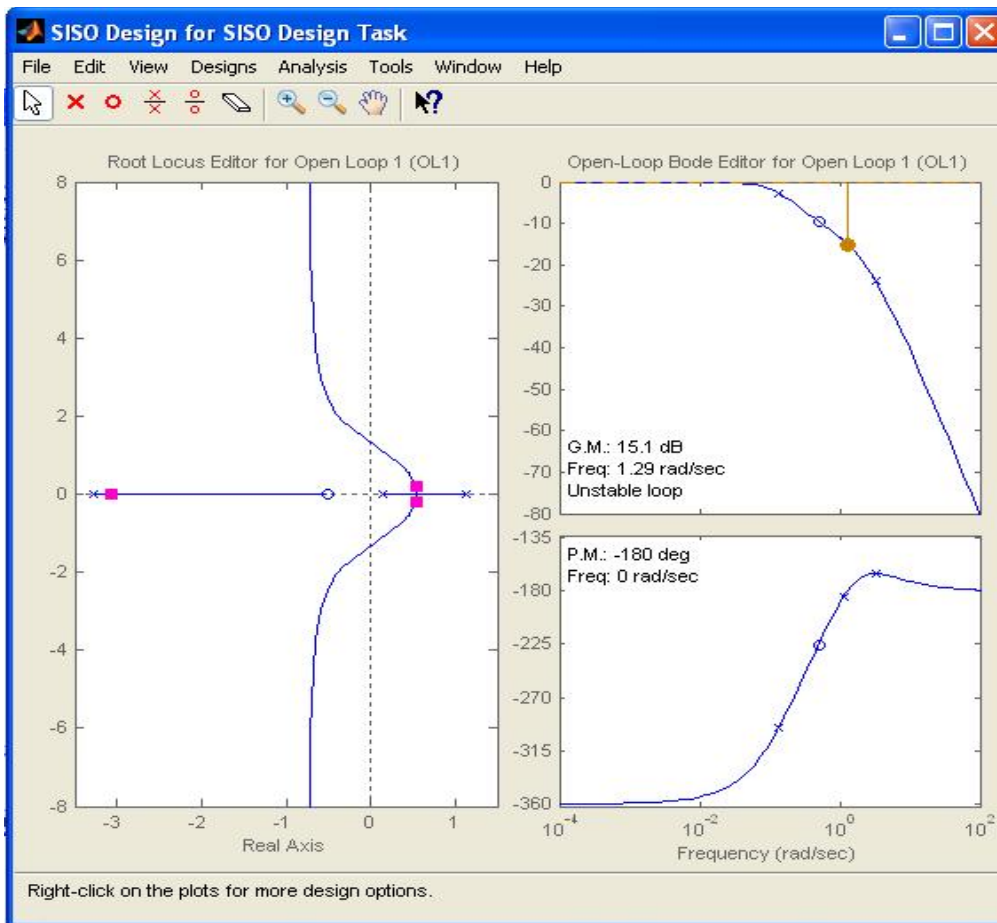 SISO Design for SISO Design Task
File Edit View Designs Analysis Tools Window Help
Root Locus Editor for Open Loop 1 (OL1)
8
6
4
2
0
-2
-4
-6
-8
-3 -2 -1 0 1
Real Axis
Open-Loop Bode Editor for Open Loop 1 (OL1)
0
-10
-20
-30
-40
-50
-60
-70
-80
G.M.: 15.1 dB
Freq: 1.29 rad/sec
Unstable loop
-135
-180
-225
-270
-315
-360
P.M.: -180 deg
Freq: 0 rad/sec
10^-4 10^-2 10^0 10^2
Frequency (rad/sec)
Right-click on the plots for more design options.